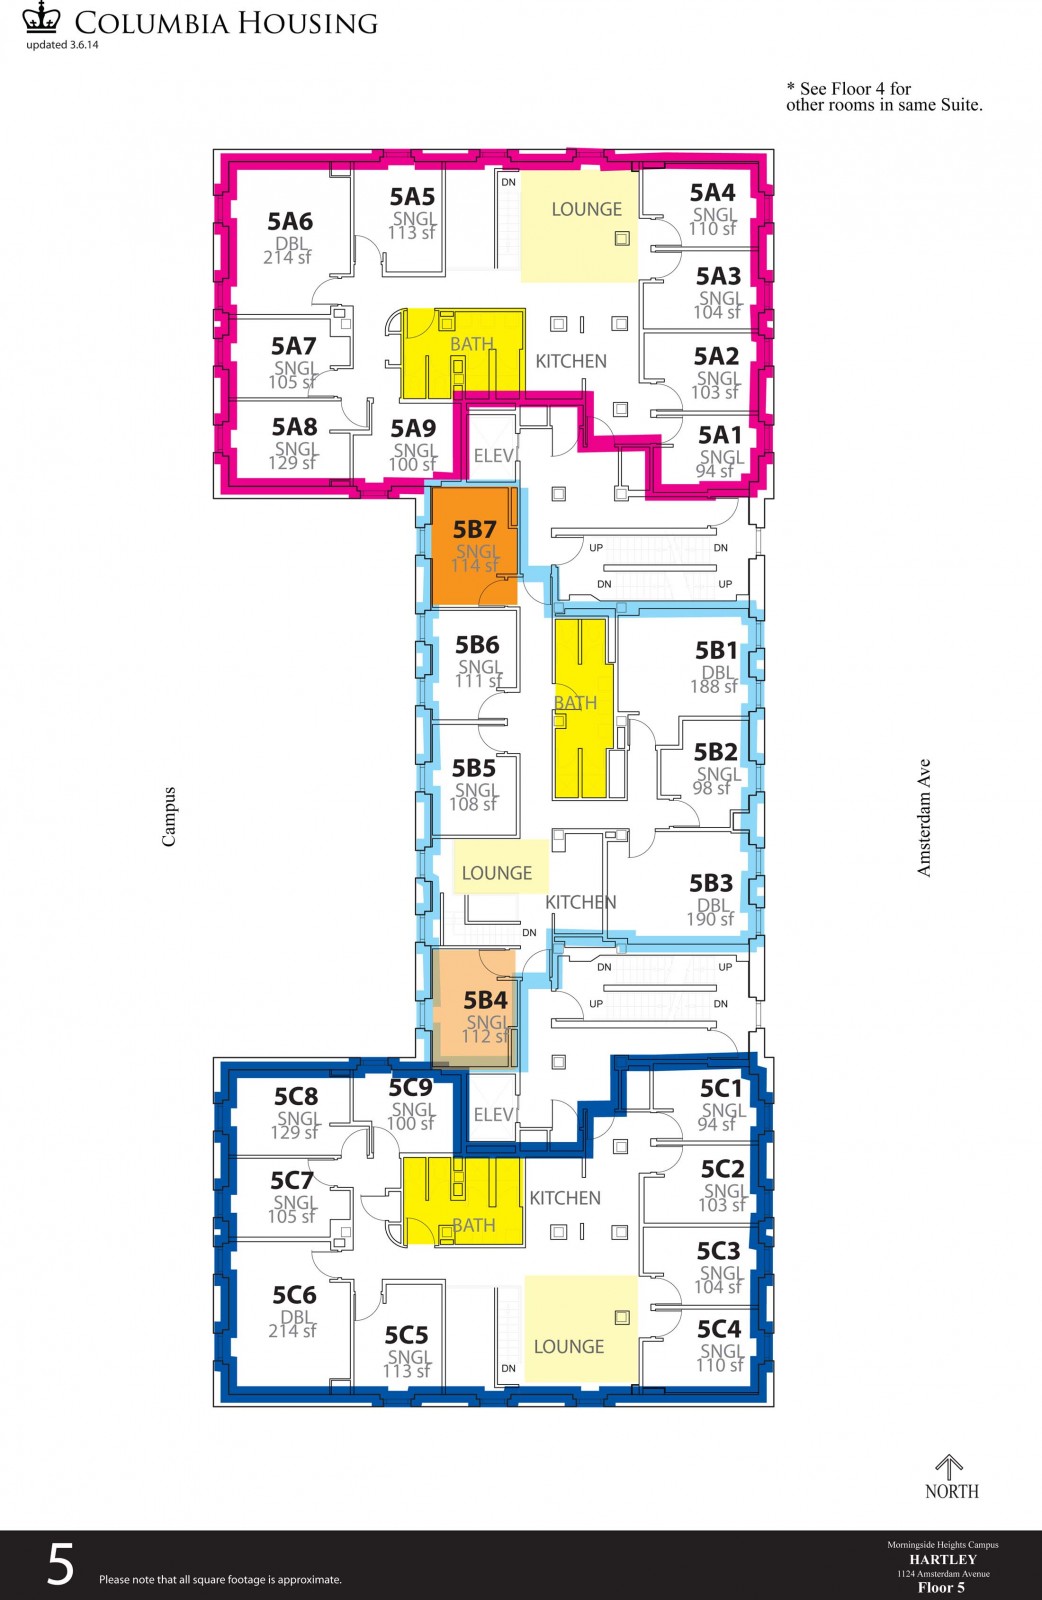 COLUMBIA HOUSING
updated 3.6.14
* See Floor 4 for
other rooms in same Suite.
5A6
DBL
214 sf
5A5
SNGL
113 sf
DN
LOUNGE
5A4
SNGL
110 sf
5A3
SNGL
104 sf
5A7
SNGL
105 sf
BATH
KITCHEN
5A2
SNGL
103 sf
5A8
SNGL
129 sf
5A9
SNGL
100 sf
ELEV
5A1
SNGL
94 sf
5B7
SNGL
114 sf
UP
DN
DN
UP
5B6
SNGL
111 sf
5B1
DBL
188 sf
BATH
5B5
SNGL
108 sf
5B2
SNGL
98 sf
Campus
Amsterdam Ave
LOUNGE
KITCHEN
5B3
DBL
190 sf
DN
5B4
SNGL
112 sf
DN
UP
UP
DN
5C8
SNGL
129 sf
5C9
SNGL
100 sf
ELEV
5C1
SNGL
94 sf
5C7
SNGL
105 sf
BATH
KITCHEN
5C2
SNGL
103 sf
5C3
SNGL
104 sf
5C6
DBL
214 sf
5C5
SNGL
113 sf
DN
LOUNGE
5C4
SNGL
110 sf
NORTH
5
Please note that all square footage is approximate.
Morningside Heights Campus
HARTLEY
1124 Amsterdam Avenue
Floor 5